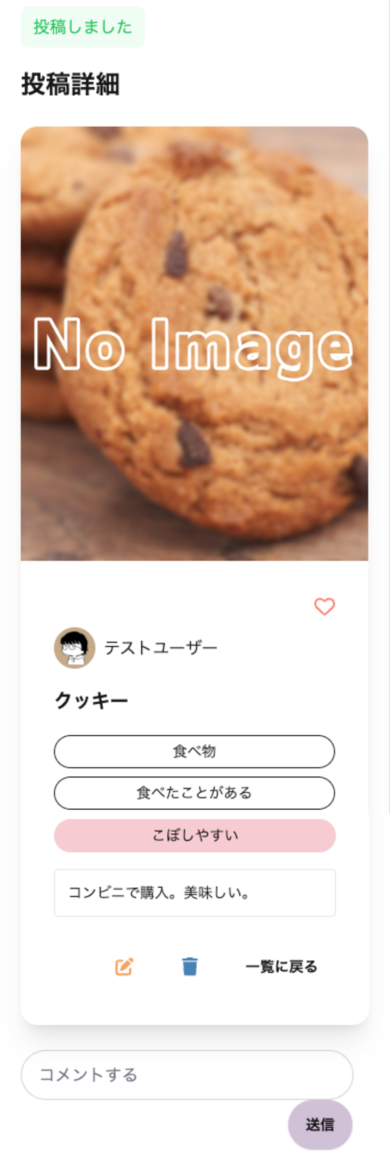 投稿しました
投稿詳細
No Image
テストユーザー
クッキー
食べ物
食べたことがある
こぼしやすい
コンビニで購入。美味しい。
一覧に戻る
コメントする
送信